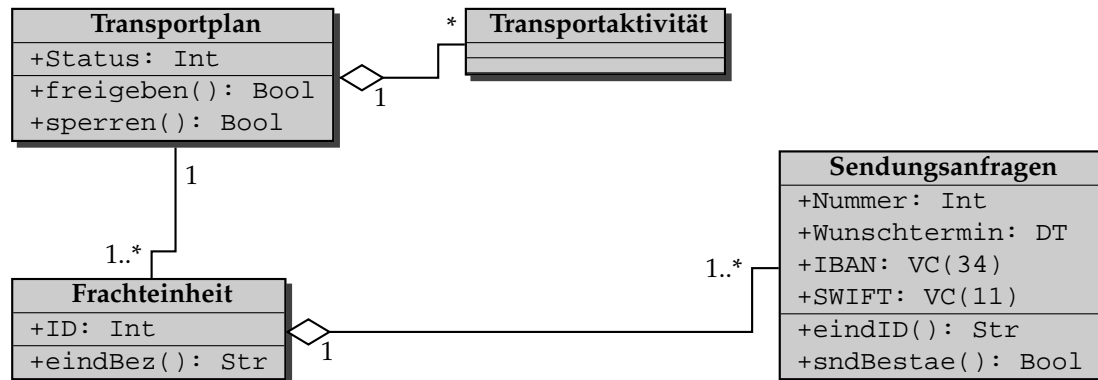 Transportplan
+Status: Int
+freigeben(): Bool
+sperren(): Bool
1
*
Transportaktivität
1
1..*
Frachteinheit
+ID: Int
+eindBez(): Str
1
1..*
Sendungsanfragen
+Nummer: Int
+Wunschtermin: DT
+IBAN: VC(34)
+SWIFT: VC(11)
+eindID(): Str
+sndBestae(): Bool